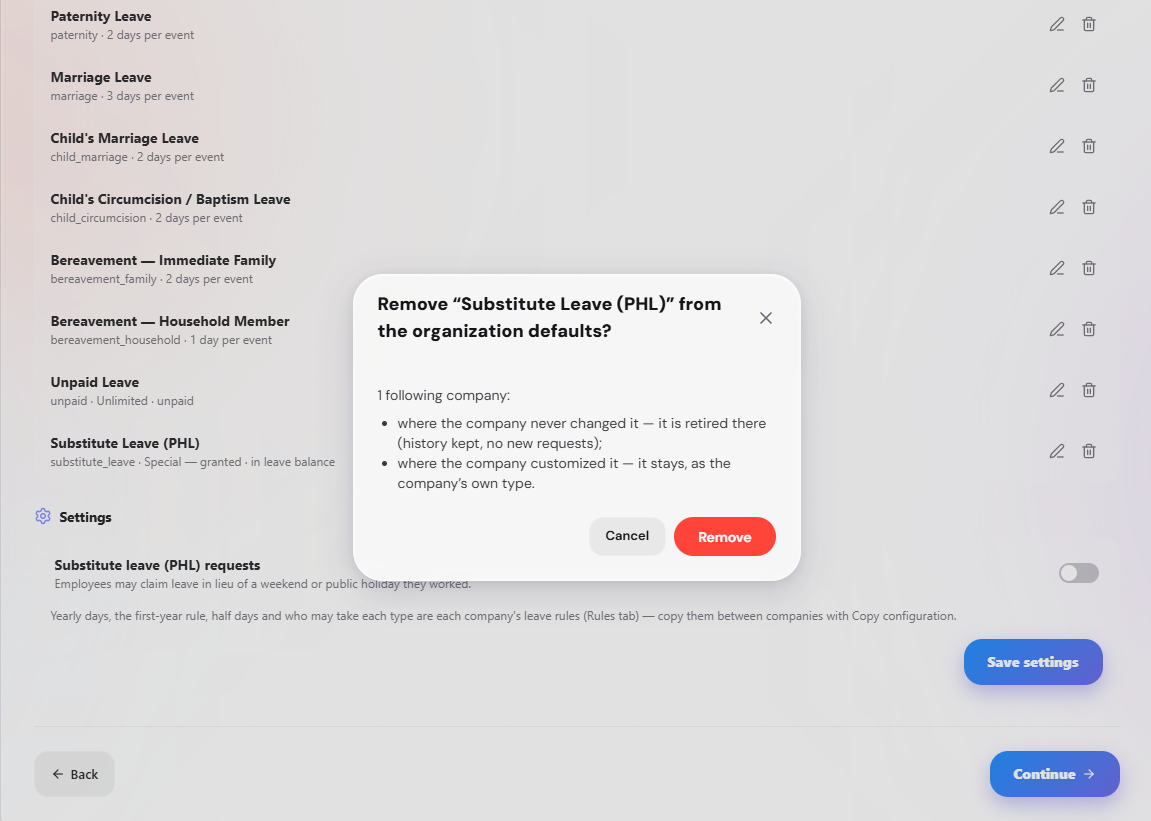 Paternity Leave
paternity · 2 days per event
Marriage Leave
marriage · 3 days per event
Child's Marriage Leave
child_marriage · 2 days per event
Child's Circumcision / Baptism Leave
child_circumcision · 2 days per event
Bereavement — Immediate Family
bereavement_family · 2 days per event
Bereavement — Household Member
bereavement_household · 1 day per event
Unpaid Leave
unpaid · Unlimited · unpaid
Substitute Leave (PHL)
substitute_leave · Special — granted · in leave balance
Remove “Substitute Leave (PHL)” from
the organization defaults?
1 following company:
• where the company never changed it — it is retired there
(history kept, no new requests);
• where the company customized it — it stays, as the
company’s own type.
Cancel
Remove
Settings
Substitute leave (PHL) requests
Employees may claim leave in lieu of a weekend or public holiday they worked.
Yearly days, the first-year rule, half days and who may take each type are each company's leave rules (Rules tab) — copy them between companies with Copy configuration.
Save settings
← Back
Continue →